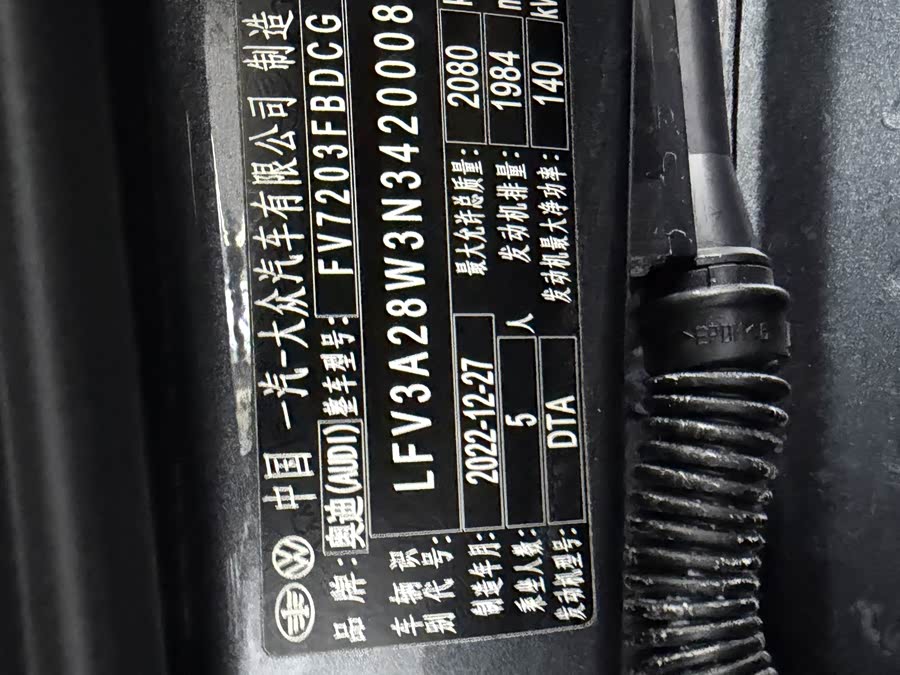 中国 一汽-大众汽车有限公司 制造
品牌: 奥迪(AUDI) 整车型号: FV7203FBDCG
车辆识别代号: LFV3A28W3N3420008
制造年月: 2022-12-27 最大允许总质量: 2080
乘坐人数: 5 人 发动机排量: 1984
发动机型号: DTA 发动机最大净功率: 140 kW